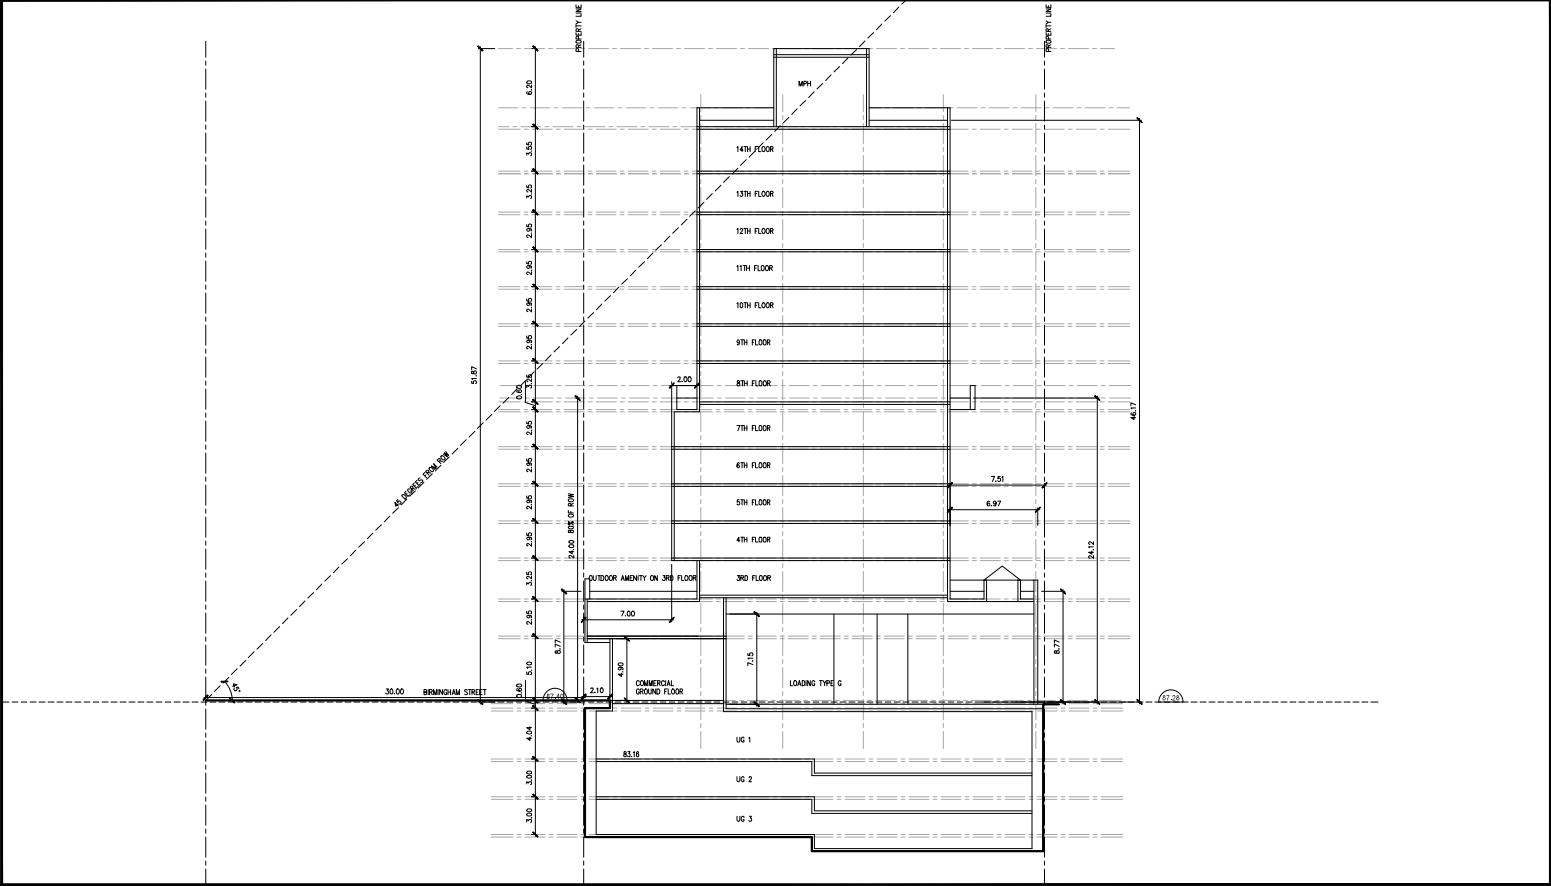 PROPERTY LINE
PROPERTY LINE
MPH
6.20
14TH FLOOR
3.55
13TH FLOOR
3.25
12TH FLOOR
2.95
11TH FLOOR
2.95
10TH FLOOR
2.95
9TH FLOOR
2.95
8TH FLOOR
3.25
0.60
2.00
51.87
46.17
7TH FLOOR
2.95
6TH FLOOR
2.95
45 DEGREES FROM ROW
5TH FLOOR
2.95
7.51
6.97
4TH FLOOR
2.95
24.00 80% OF ROW
24.12
OUTDOOR AMENITY ON 3RD FLOOR
3RD FLOOR
3.25
7.00
2.95
8.77
8.77
7.15
4.90
5.10
COMMERCIAL
GROUND FLOOR
LOADING TYPE G
45°
30.00
BIRMINGHAM STREET
0.60
87.40
2.10
87.28
4.04
UG 1
83.16
3.00
UG 2
3.00
UG 3